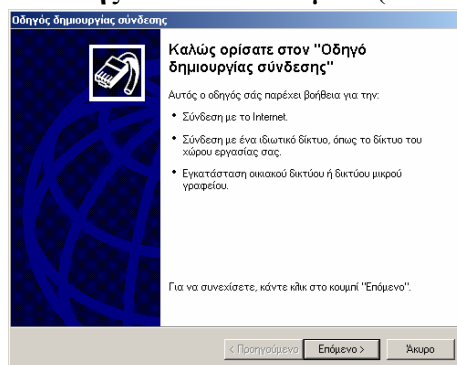 Οδηγός δημιουργίας σύνδεσης
Καλώς ορίσατε στον "Οδηγό
δημιουργίας σύνδεσης"
Αυτός ο οδηγός σάς παρέχει βοήθεια για την:
• Σύνδεση με το Internet.
• Σύνδεση με ένα ιδιωτικό δίκτυο, όπως το δίκτυο του
χώρου εργασίας σας.
• Εγκατάσταση οικιακού δικτύου ή δικτύου μικρού
γραφείου.
Για να συνεχίσετε, κάντε κλικ στο κουμπί "Επόμενο".
< Προηγούμενο
Επόμενο >
Άκυρο